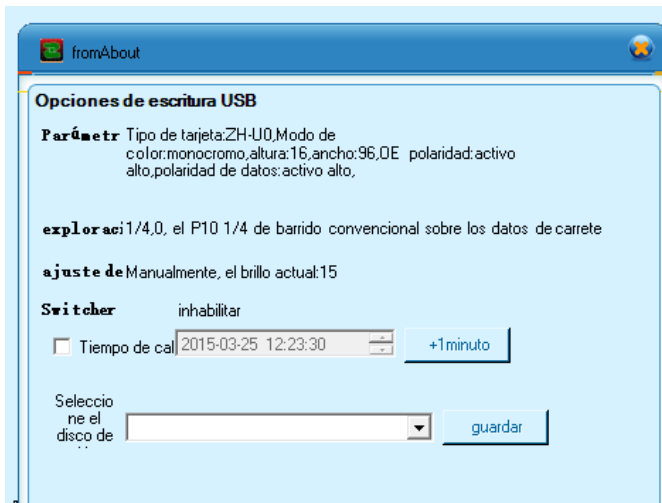 fromAbout
Opciones de escritura USB
Parámetr Tipo de tarjeta:ZH-U0,Modo de
color:monocromo,altura:16,ancho:96,OE polaridad:activo
alto,polaridad de datos:activo alto,
exploraci 1/4,0, el P10 1/4 de barrido convencional sobre los datos de carrete
ajuste de Manualmente, el brillo actual:15
Switcher inhabilitar
Tiempo de cal 2015-03-25 12:23:30 +1minuto
Seleccio
ne el
disco de
guardar